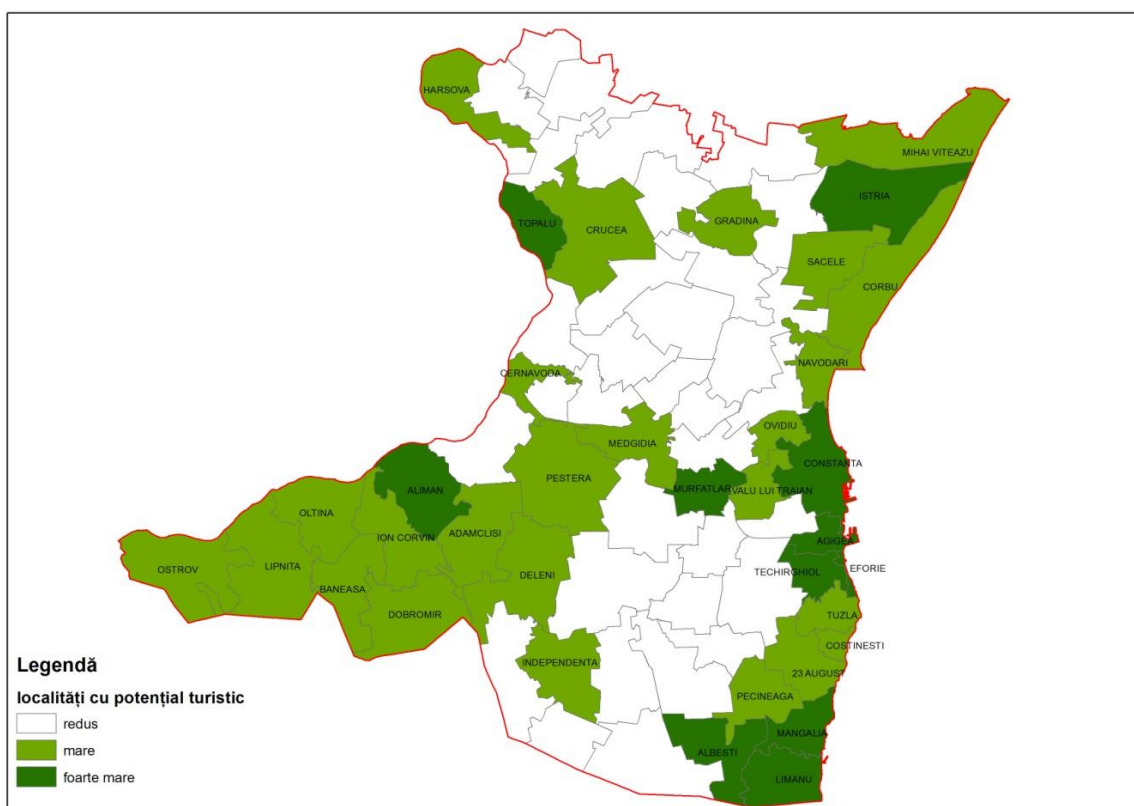 HARSOVA
MIHAI VITEAZU
ISTRIA
TOPALU
CRUCEA
GRADINA
SACELE
CORBU
NAVODARI
CERNAVODA
OVIDIU
MEDGIDIA
CONSTANTA
PESTERA
ALIMAN
MURFATLAR
VALU LUI TRAIAN
OLTINA
ION CORVIN
ADAMCLISI
AGIGEA
OSTROV
LIPNITA
DELENI
TECHIRGHIOL
EFORIE
BANEASA
DOBROMIR
TUZLA
COSTINESTI
INDEPENDENTA
23 AUGUST
PECINEAGA
MANGALIA
ALBESTI
LIMANU
Legendă
localități cu potențial turistic
redus
mare
foarte mare